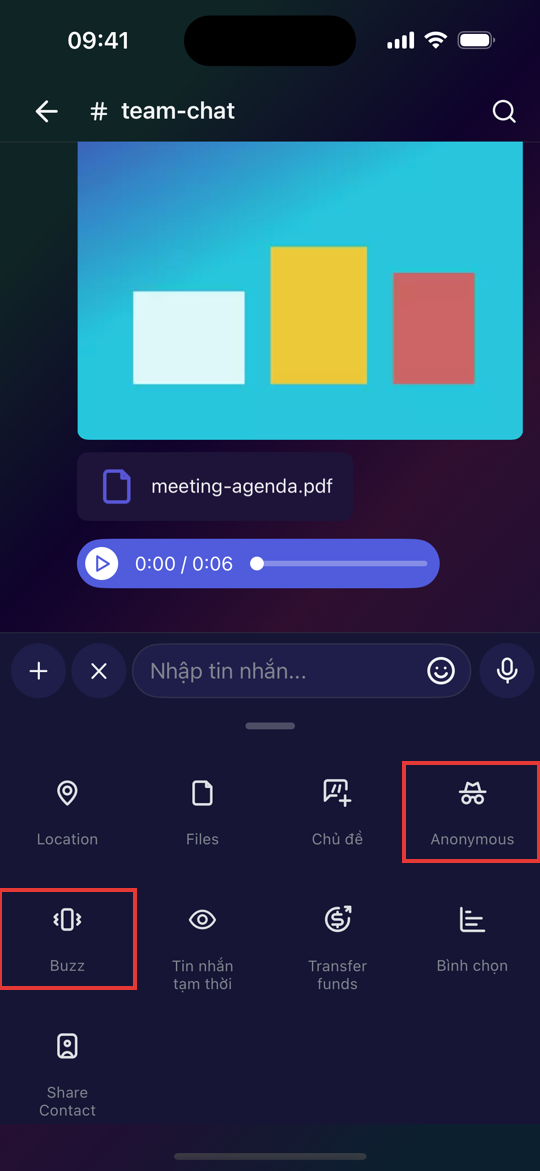 09:41
# team-chat
meeting-agenda.pdf
0:00 / 0:06
Nhập tin nhắn...
Location
Files
Chủ đề
Anonymous
Buzz
Tin nhắn
tạm thời
Transfer
funds
Bình chọn
Share
Contact